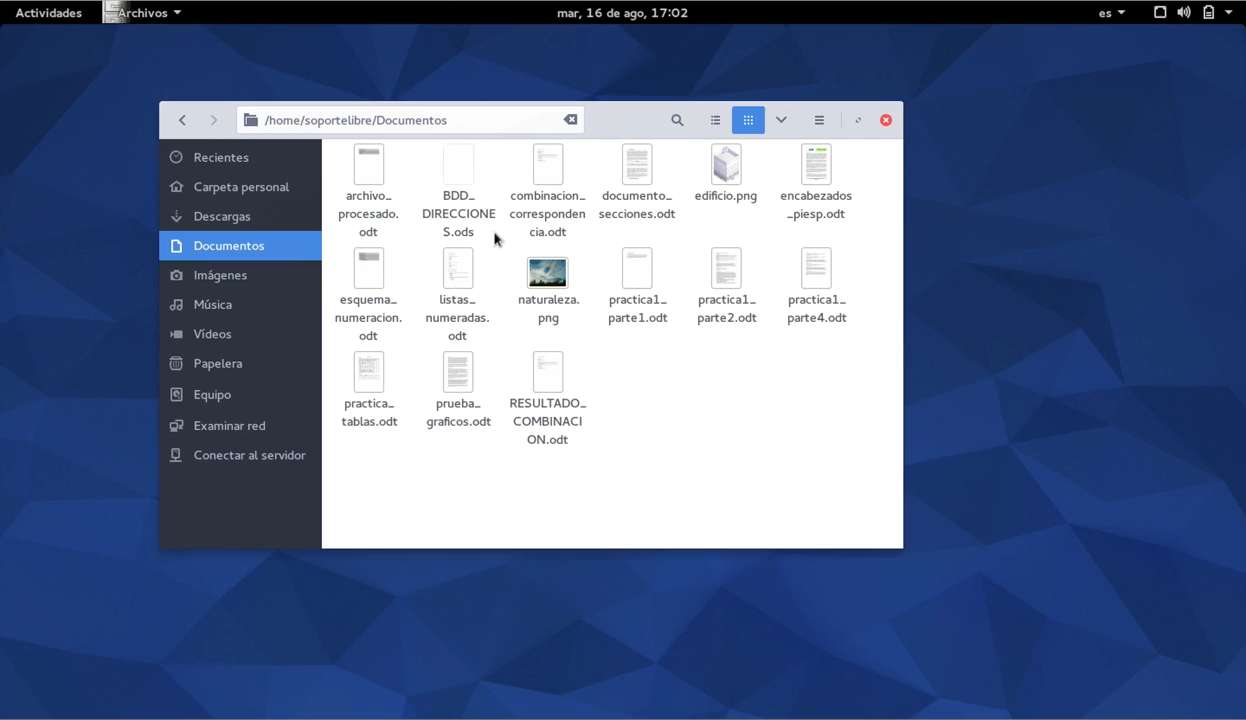 Actividades
Archivos
mar, 16 de ago, 17:02
es
/home/soportelibre/Documentos
Recientes
Carpeta personal
Descargas
Documentos
Imágenes
Música
Vídeos
Papelera
Equipo
Examinar red
Conectar al servidor
archivo_
procesado.
odt
BDD_
DIRECCIONE
S.ods
combinacion_
corresponden
cia.odt
documento_
secciones.odt
edificio.png
encabezados
_piesp.odt
esquema_
numeracion.
odt
listas_
numeradas.
odt
naturaleza.
png
practica1_
parte1.odt
practica1_
parte2.odt
practica1_
parte4.odt
practica_
tablas.odt
prueba_
graficos.odt
RESULTADO_
COMBINACI
ON.odt